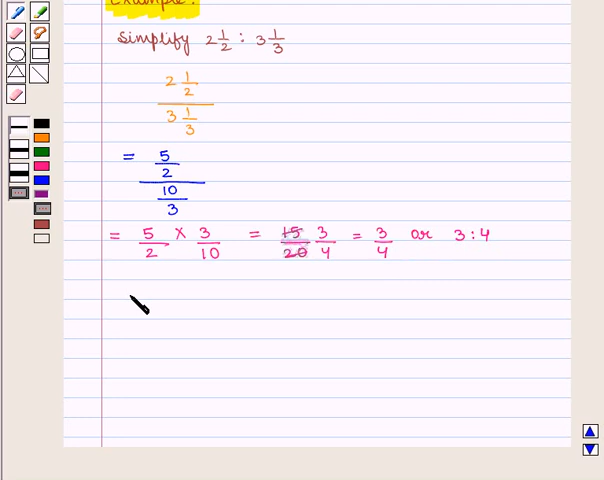 Example:
Simplify 2 1/2 : 3 1/3
2 1/2
3 1/3
= 5/2
10/3
= 5/2 × 3/10 = 15/20 3/4 = 3/4 or 3:4